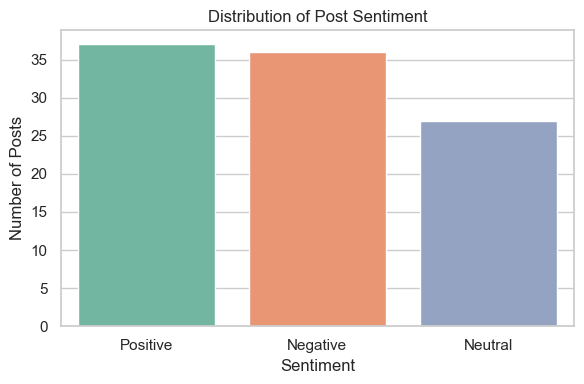 Distribution of Post Sentiment
Number of Posts
35
30
25
20
15
10
5
0
Positive Negative Neutral
Sentiment